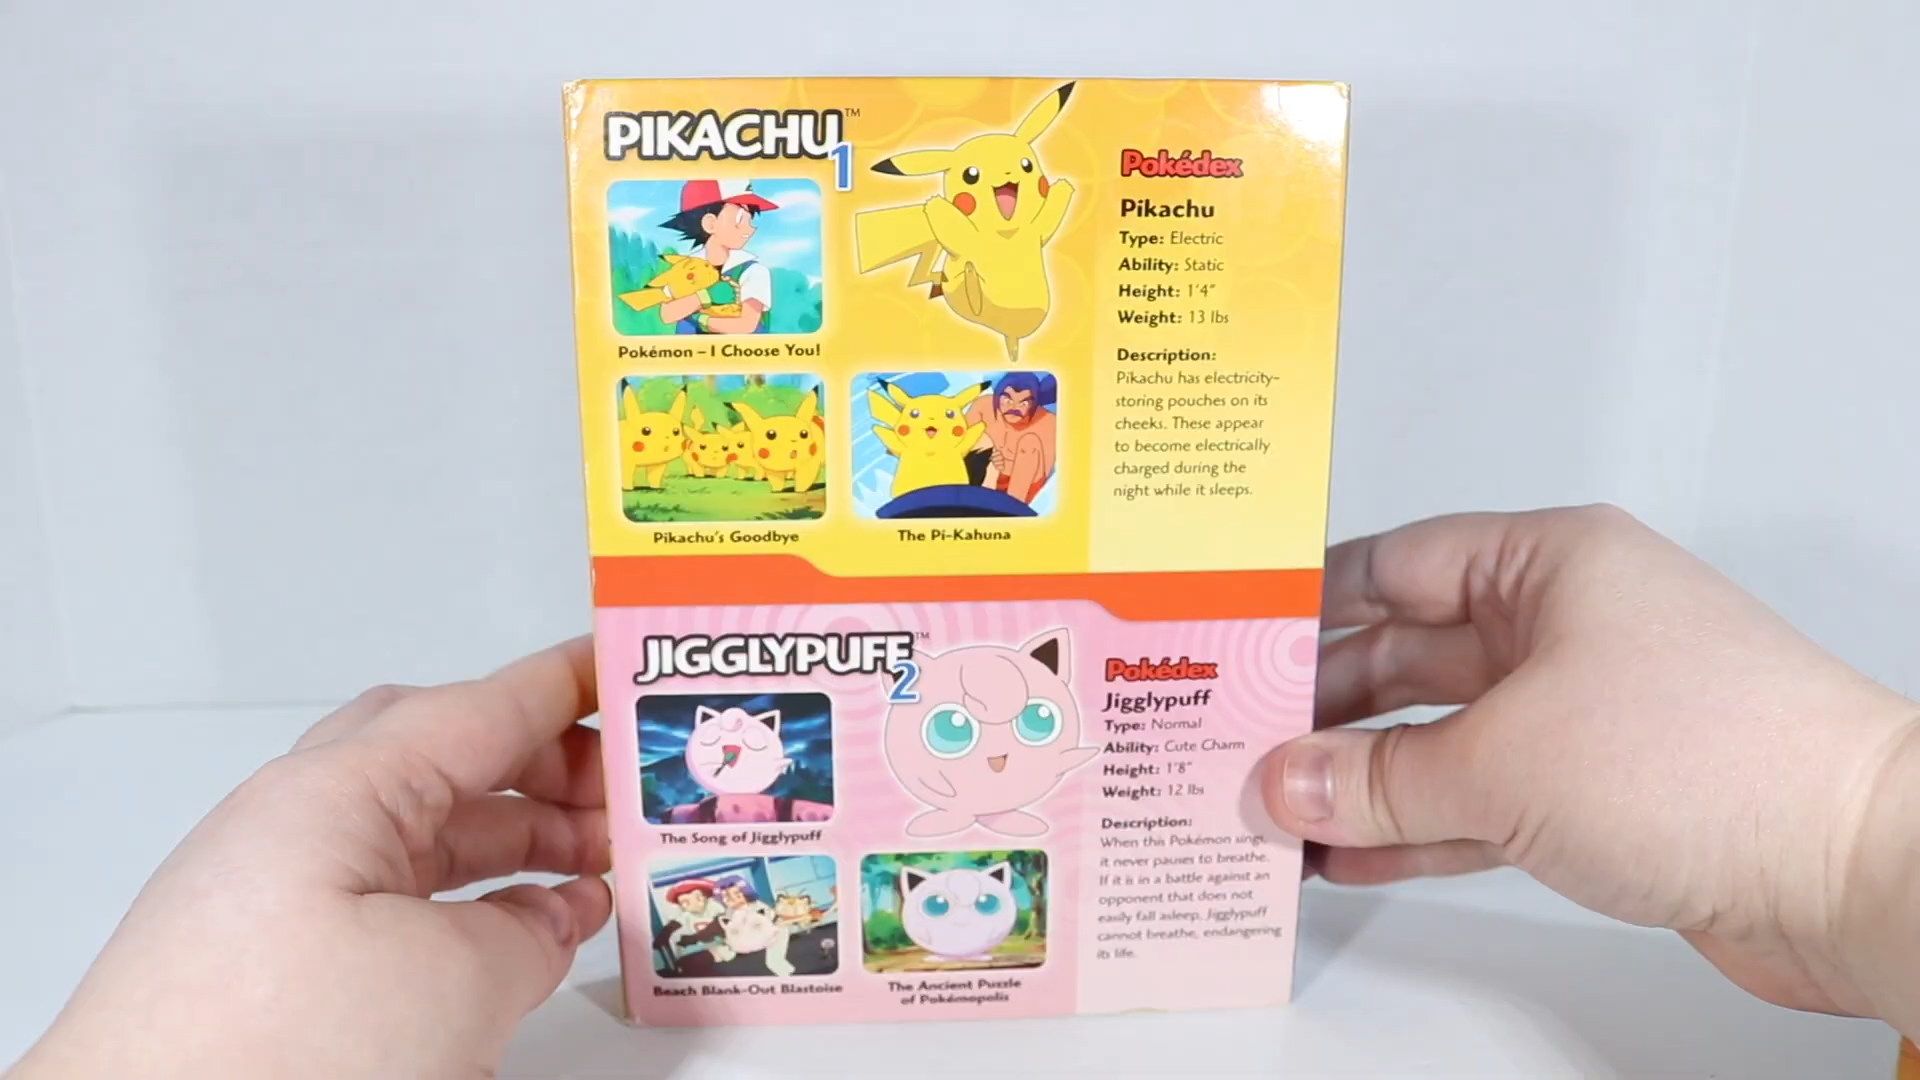 PIKACHU™
1
Pokémon – I Choose You!
Pikachu's Goodbye
The Pi-Kahuna
Pokédex
Pikachu
Type: Electric
Ability: Static
Height: 1'4"
Weight: 13 lbs
Description:
Pikachu has electricity-
storing pouches on its
cheeks. These appear
to become electrically
charged during the
night while it sleeps.
JIGGLYPUFF™
2
The Song of Jigglypuff
Beach Blank-Out Blastoise
The Ancient Puzzle
of Pokémopolis
Pokédex
Jigglypuff
Type: Normal
Ability: Cute Charm
Height: 1'8"
Weight: 12 lbs
Description:
When this Pokémon sings,
it never pauses to breathe.
If it is in a battle against an
opponent that does not
easily fall asleep, Jigglypuff
cannot breathe, endangering
its life.